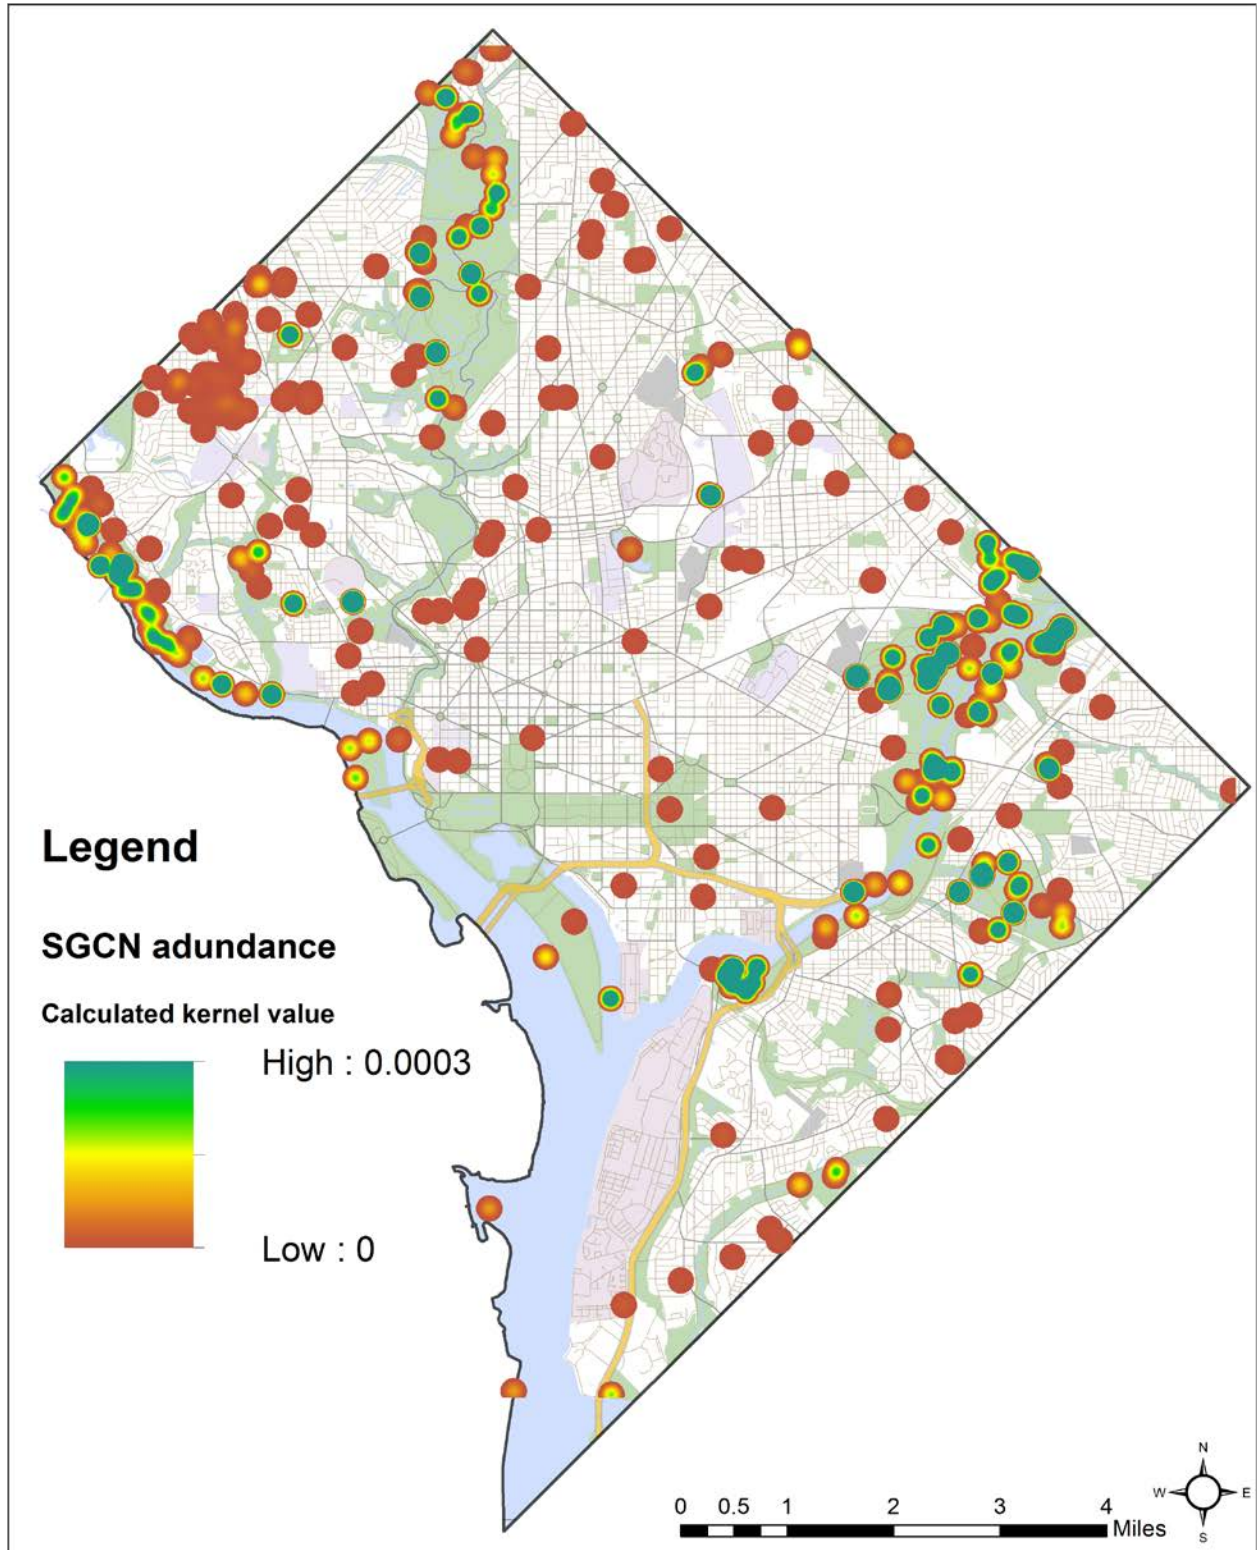 Legend
SGCN adundance
Calculated kernel value
High : 0.0003
Low : 0
N
W E
S
0 0.5 1 2 3 4
Miles